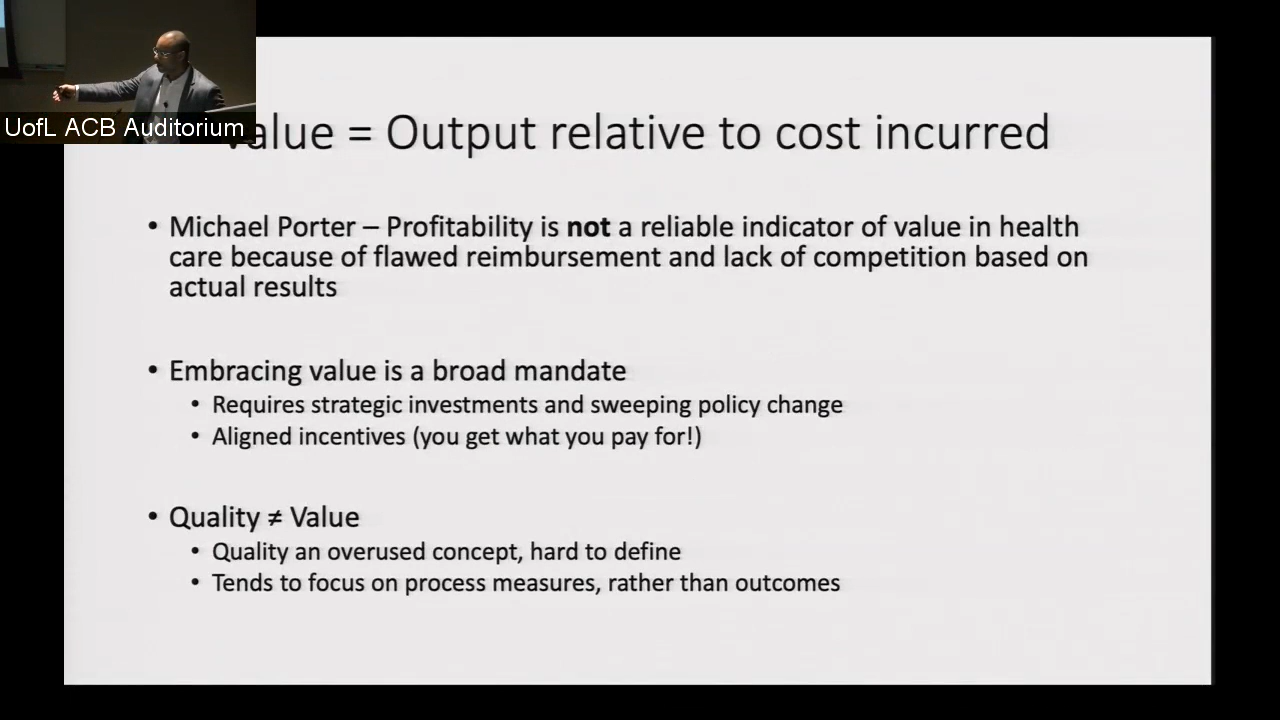 UofL ACB Auditorium
Value = Output relative to cost incurred
• Michael Porter – Profitability is not a reliable indicator of value in health
care because of flawed reimbursement and lack of competition based on
actual results
• Embracing value is a broad mandate
• Requires strategic investments and sweeping policy change
• Aligned incentives (you get what you pay for!)
• Quality ≠ Value
• Quality an overused concept, hard to define
• Tends to focus on process measures, rather than outcomes